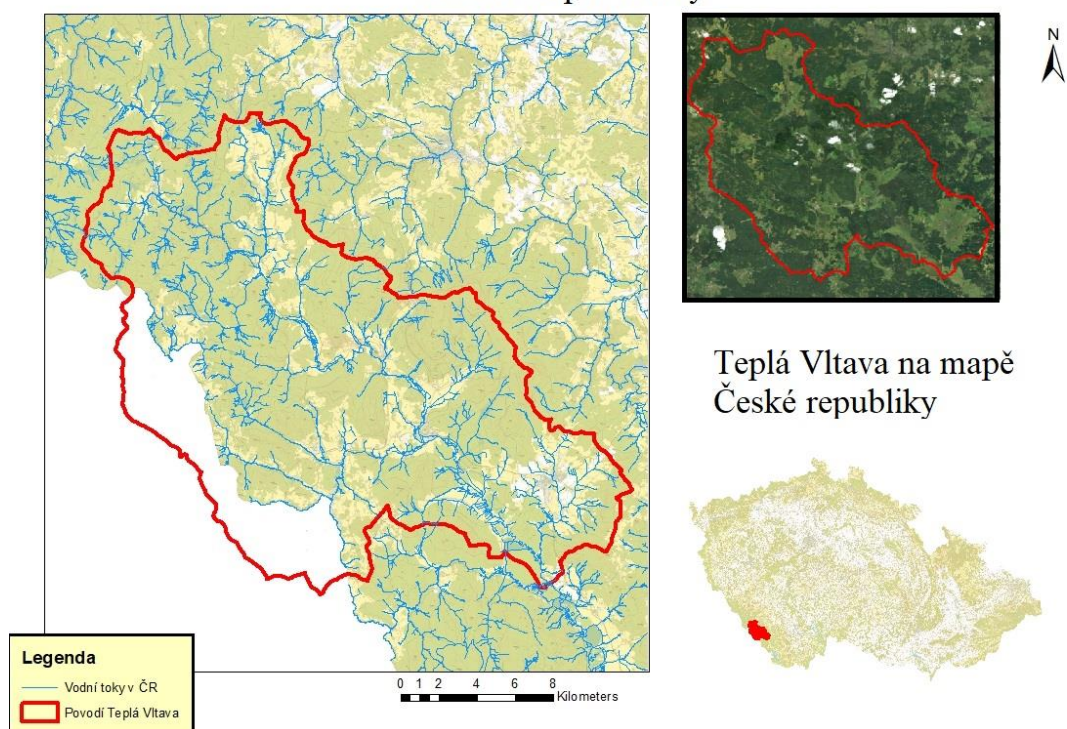 N
Teplá Vltava na mapě
České republiky
Legenda
Vodní toky v ČR
Povodí Teplá Vltava
0 1 2 4 6 8
Kilometers